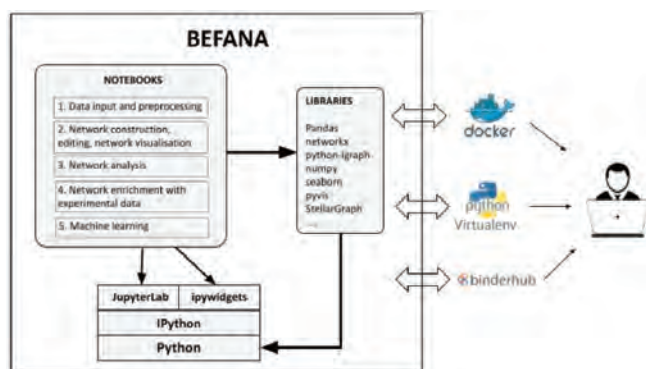 BEFANA
NOTEBOOKS
1. Data input and preprocessing
2. Network construction,
editing, network visualisation
3. Network analysis
4. Network enrichment with
experimental data
5. Machine learning
LIBRARIES
Pandas
networkx
python-igraph
numpy
seaborn
pyvis
StellarGraph
...
JupyterLab
ipywidgets
IPython
Python
docker
python
Virtualenv
binderhub